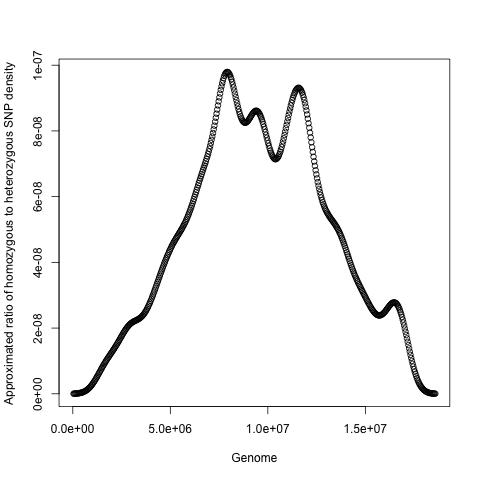 Approximated ratio of homozygous to heterozygous SNP density
1e-07
8e-08
6e-08
4e-08
2e-08
0e+00
0.0e+00 5.0e+06 1.0e+07 1.5e+07
Genome